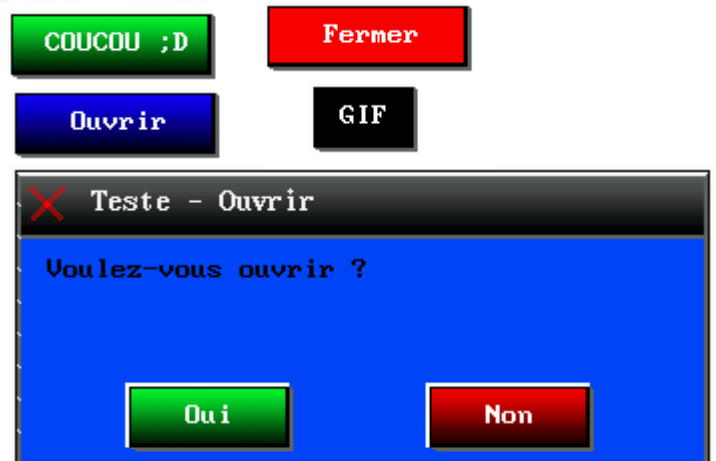 COUCOU ;D
Fermer
Ouvrir
GIF
Teste - Ouvrir
Voulez-vous ouvrir ?
Oui
Non